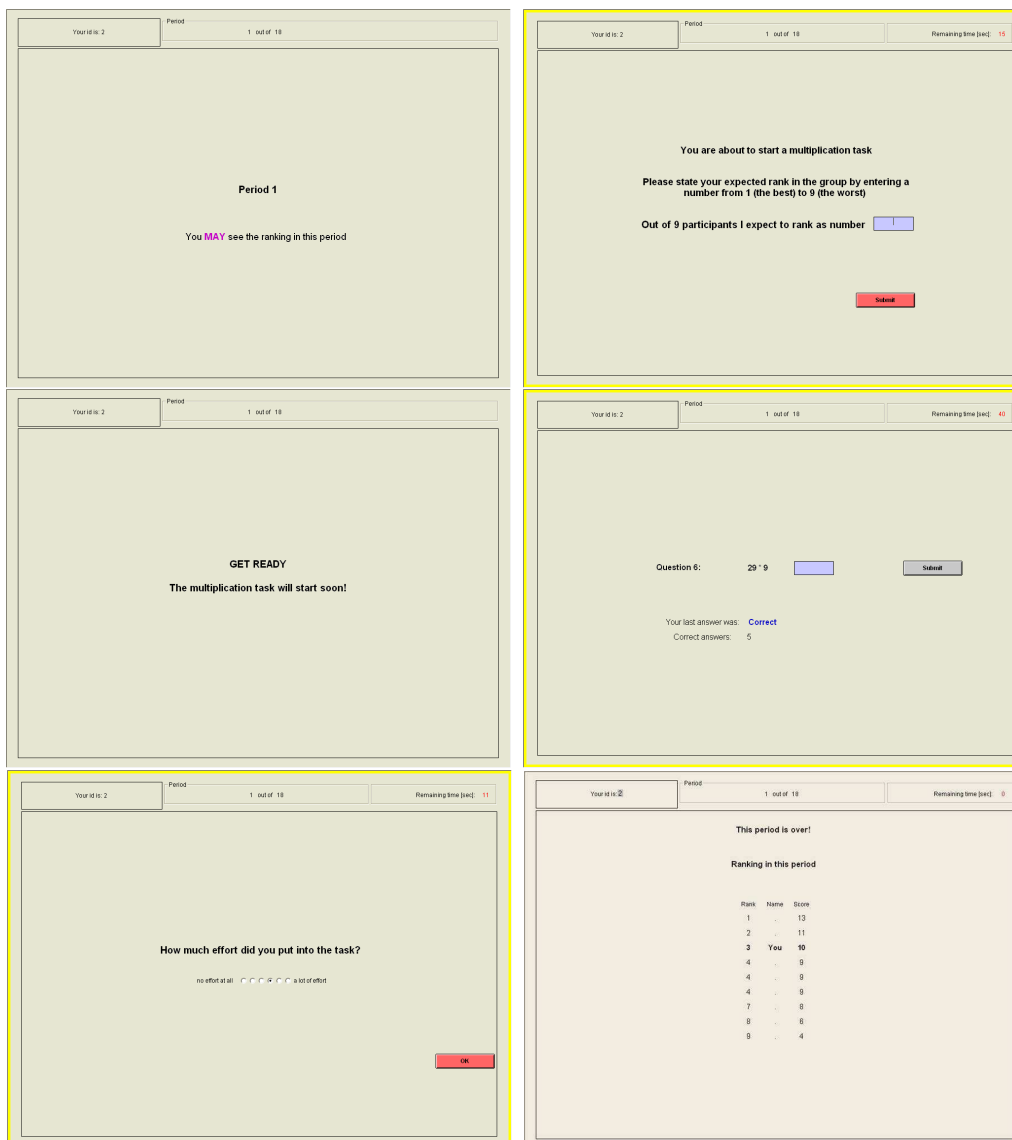 Your id is: 2
Period
1 out of 18
Period 1
You MAY see the ranking in this period
Your id is: 2
Period
1 out of 18
Remaining time [sec]: 15
You are about to start a multiplication task
Please state your expected rank in the group by entering a
number from 1 (the best) to 9 (the worst)
Out of 9 participants I expect to rank as number
Submit
Your id is: 2
Period
1 out of 18
GET READY
The multiplication task will start soon!
Your id is: 2
Period
1 out of 18
Remaining time [sec]: 40
Question 6: 29 * 9 Submit
Your last answer was: Correct
Correct answers: 5
Your id is: 2
Period
1 out of 18
Remaining time [sec]: 11
How much effort did you put into the task?
no effort at all a lot of effort
OK
Your id is: 2
Period
1 out of 18
Remaining time [sec]: 0
This period is over!
Ranking in this period
Rank Name Score
1 . 13
2 . 11
3 You 10
4 . 9
4 . 9
4 . 9
7 . 8
8 . 6
9 . 4